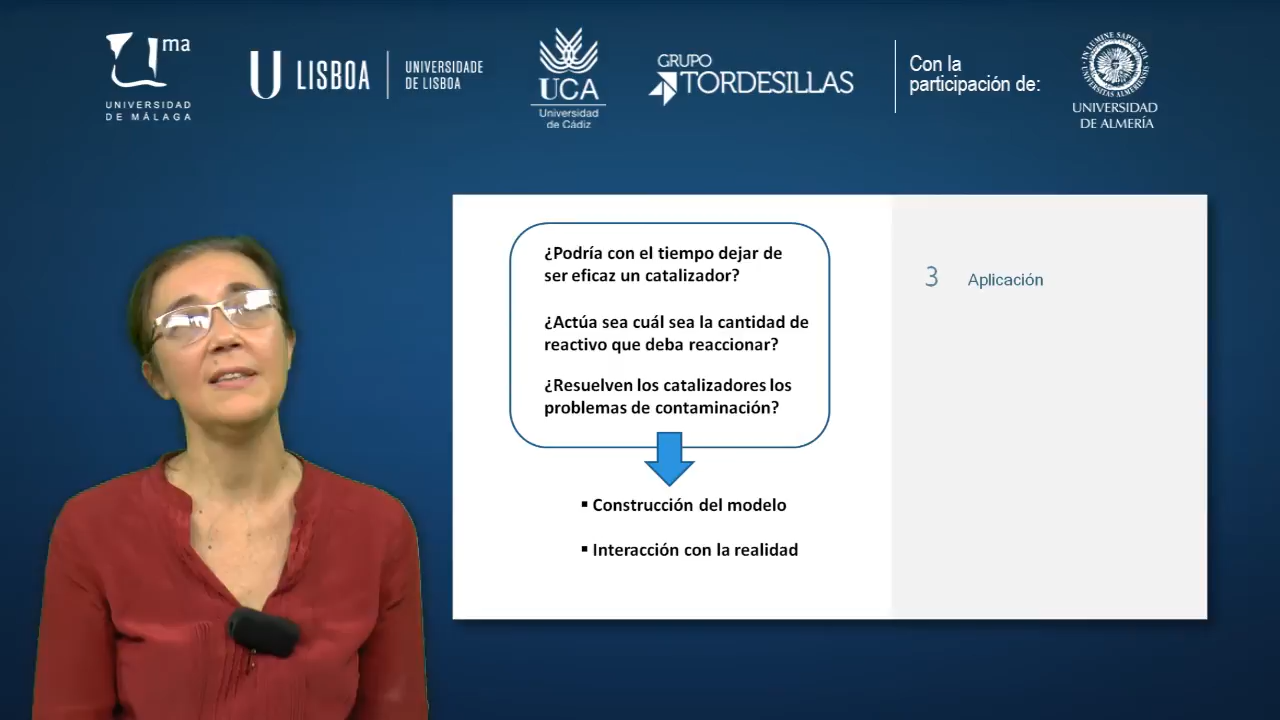 uma
UNIVERSIDAD
DE MÁLAGA
U LISBOA
UNIVERSIDADE
DE LISBOA
UCA
Universidad
de Cádiz
GRUPO
TORDESILLAS
Con la
participación de:
UNIVERSIDAD
DE ALMERÍA
¿Podría con el tiempo dejar de
ser eficaz un catalizador?
¿Actúa sea cuál sea la cantidad de
reactivo que deba reaccionar?
¿Resuelven los catalizadores los
problemas de contaminación?
▪ Construcción del modelo
▪ Interacción con la realidad
3 Aplicación